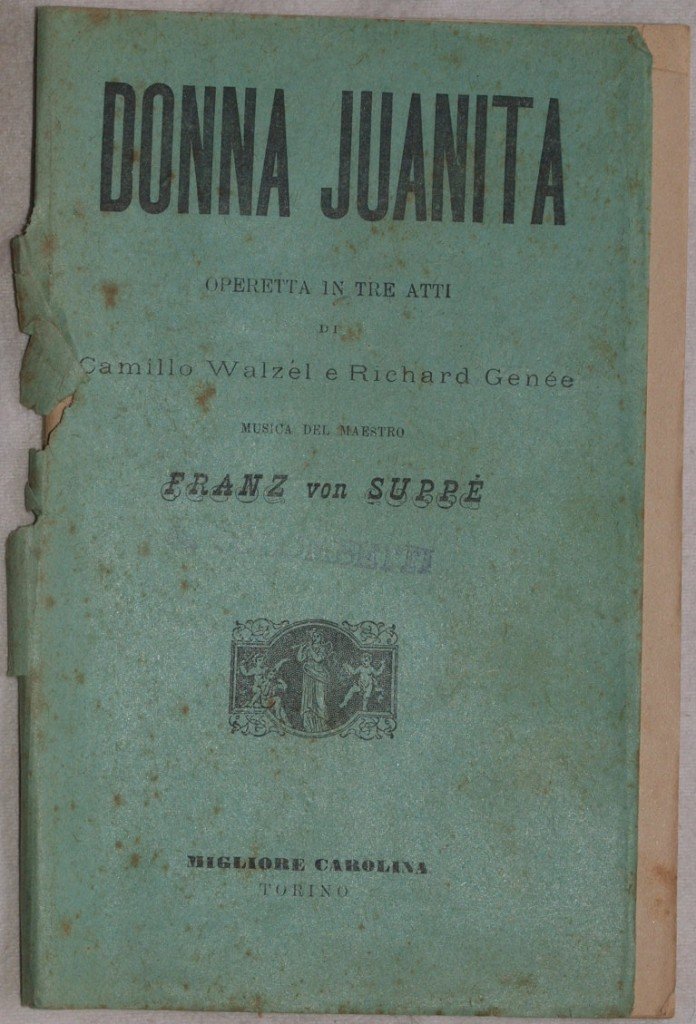 DONNA JUANITA
OPERETTA IN TRE ATTI
DI
Camillo Walzél e Richard Genée
MUSICA DEL MAESTRO
FRANZ von SUPPÈ
MIGLIORE CAROLINA
TORINO